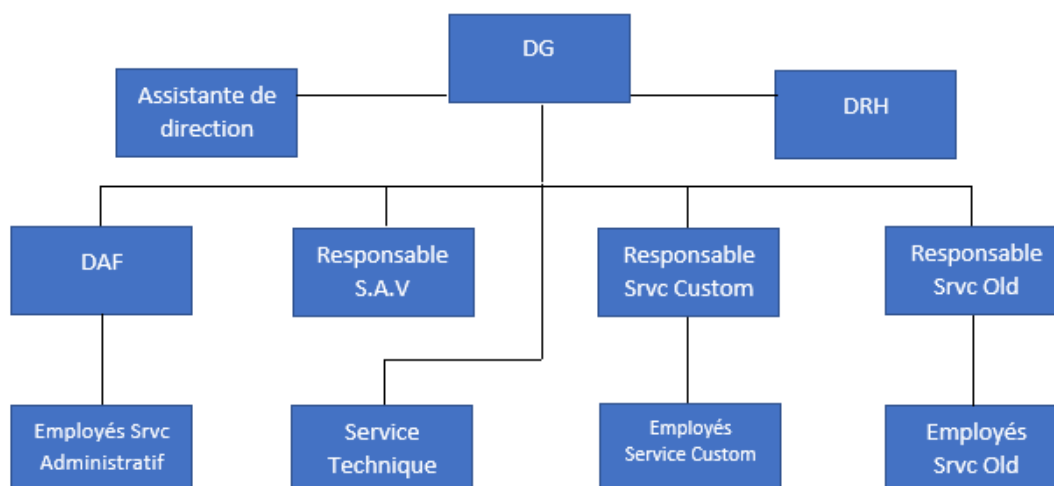 DG
Assistante de
direction
DRH
DAF
Responsable
S.A.V
Responsable
Srvc Custom
Responsable
Srvc Old
Employés Srvc
Administratif
Service
Technique
Employés
Service Custom
Employés
Srvc Old